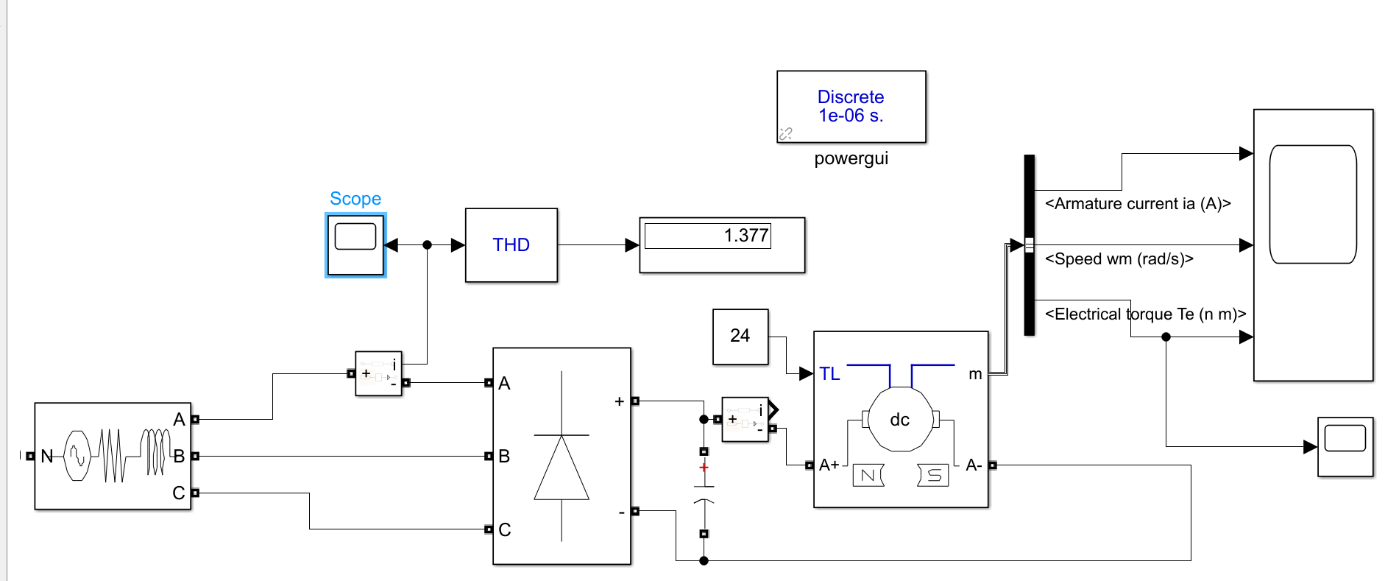 Discrete
1e-06 s.
powergui
Scope
THD
1.377
<Armature current ia (A)>
<Speed wm (rad/s)>
<Electrical torque Te (n m)>
24
TL
m
dc
A+
A-
N
S
i
+
-
A
B
C
+
-
i
+
-
+
N
A
B
C